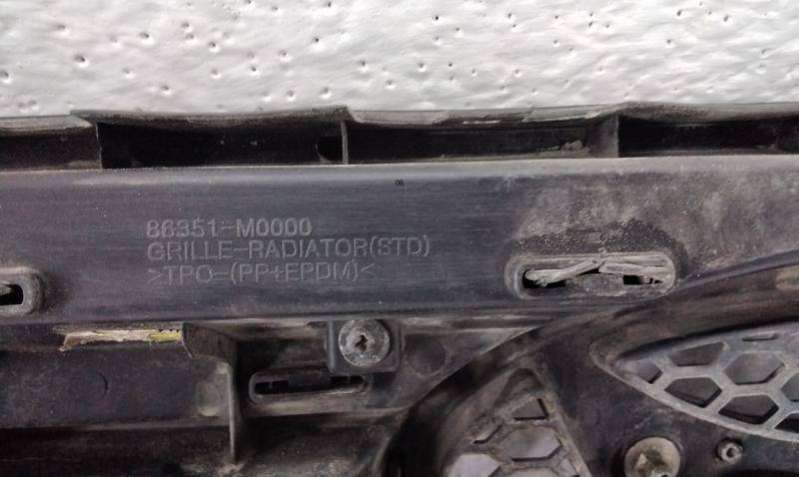 86351-M0000
GRILLE-RADIATOR(STD)
>TPO-(PP+EPDM)<